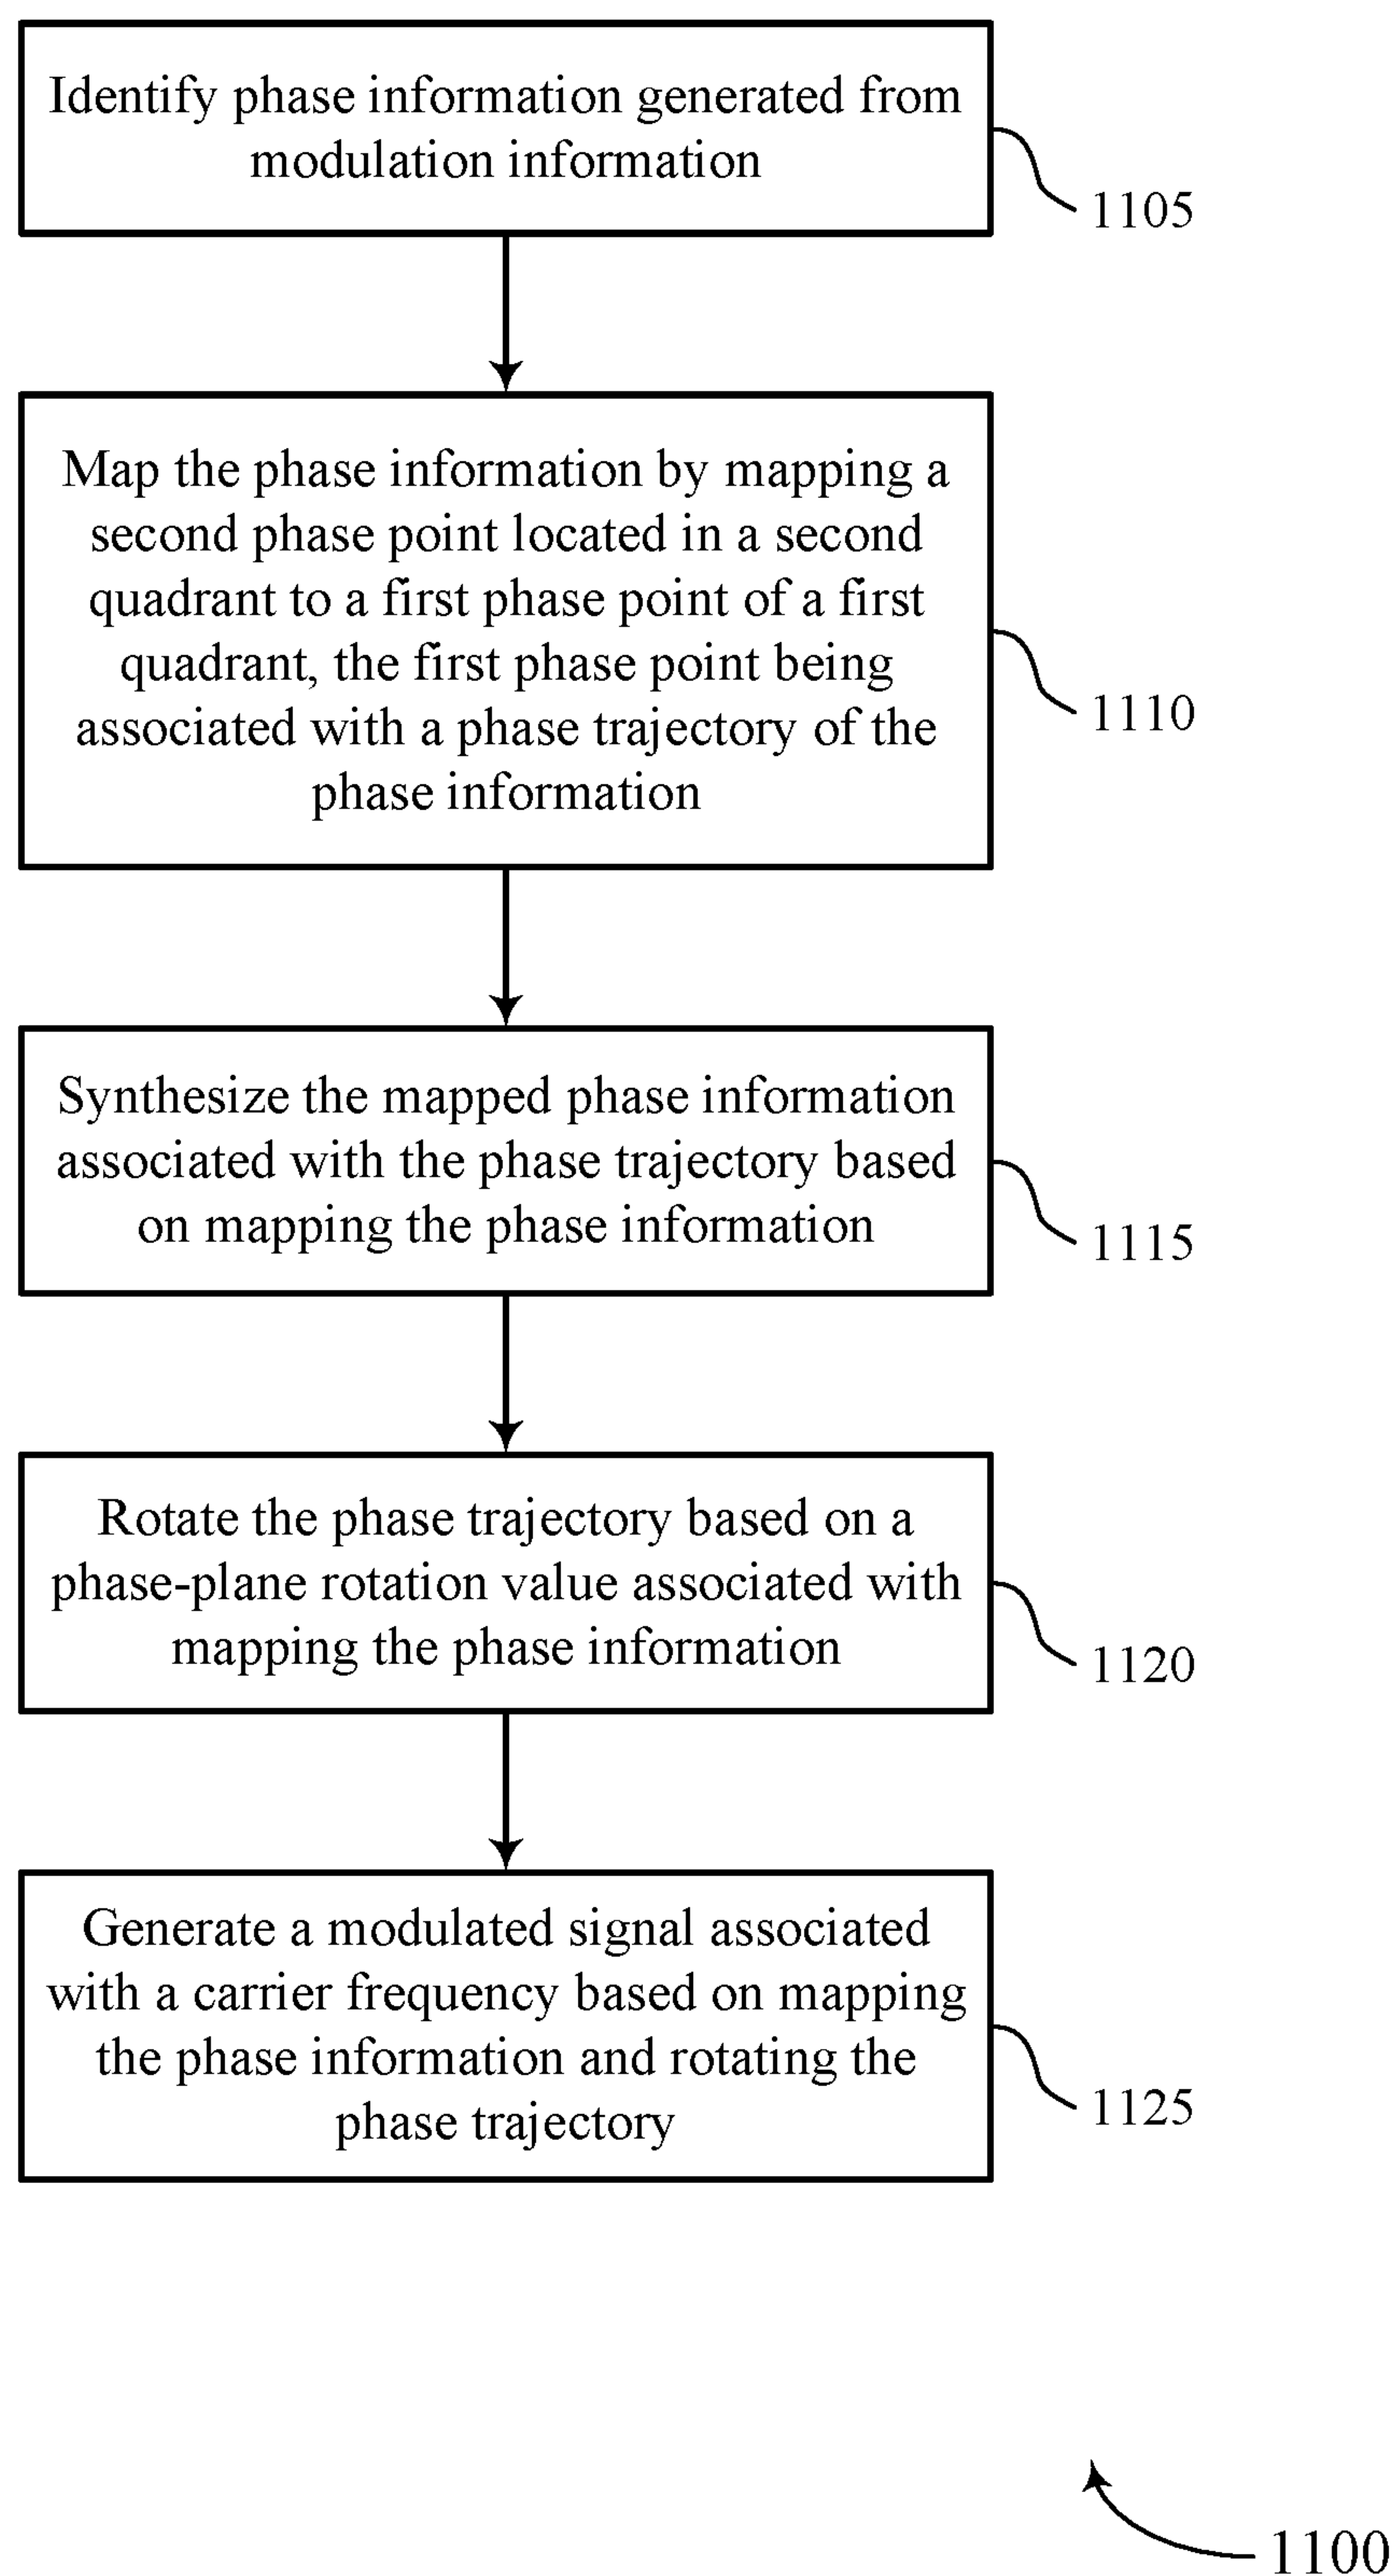 Identify phase information generated from
modulation information
1105
Map the phase information by mapping a
second phase point located in a second
quadrant to a first phase point of a first
quadrant, the first phase point being
associated with a phase trajectory of the
phase information
1110
Synthesize the mapped phase information
associated with the phase trajectory based
on mapping the phase information
1115
Rotate the phase trajectory based on a
phase-plane rotation value associated with
mapping the phase information
1120
Generate a modulated signal associated
with a carrier frequency based on mapping
the phase information and rotating the
phase trajectory
1125
1100